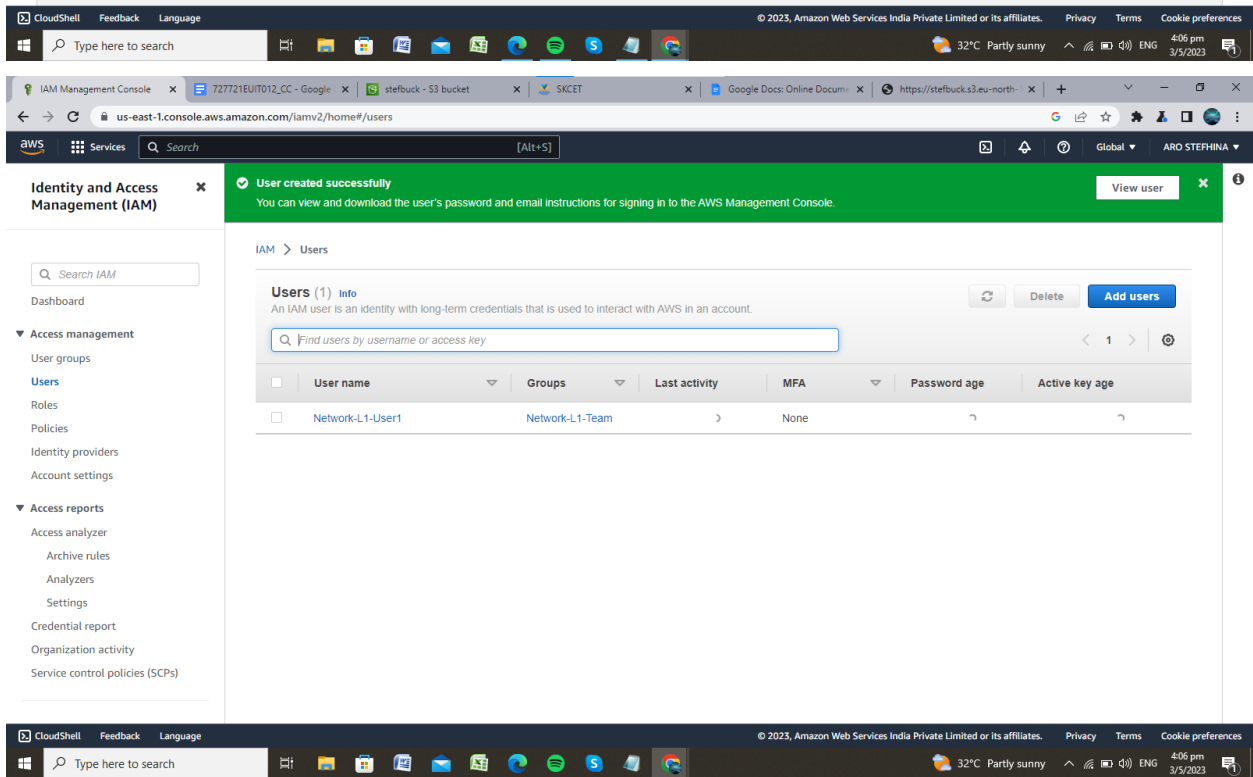 CloudShell Feedback Language © 2023, Amazon Web Services India Private Limited or its affiliates. Privacy Terms Cookie preferences
Type here to search 32°C Partly sunny ENG 4:06 pm
3/5/2023
IAM Management Console 727721EUIT012_CC - Google stefbuck - S3 bucket SKCET Google Docs: Online Docume https://stefbuck.s3.eu-north-
us-east-1.console.aws.amazon.com/iamv2/home#/users
aws Services Search [Alt+S] Global ARO STEFHINA
Identity and Access
Management (IAM)
Search IAM
Dashboard
Access management
User groups
Users
Roles
Policies
Identity providers
Account settings
Access reports
Access analyzer
Archive rules
Analyzers
Settings
Credential report
Organization activity
Service control policies (SCPs)
User created successfully
You can view and download the user's password and email instructions for signing in to the AWS Management Console.
View user
IAM > Users
Users (1) Info
An IAM user is an identity with long-term credentials that is used to interact with AWS in an account.
Delete Add users
Find users by username or access key
1
User name Groups Last activity MFA Password age Active key age
Network-L1-User1 Network-L1-Team None
CloudShell Feedback Language © 2023, Amazon Web Services India Private Limited or its affiliates. Privacy Terms Cookie preferences
Type here to search 32°C Partly sunny ENG 4:06 pm
3/5/2023